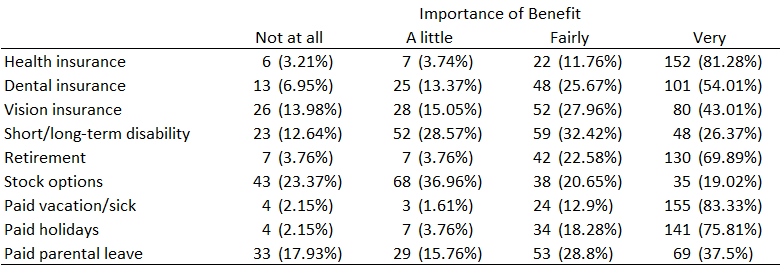 Importance of Benefit
Not at all A little Fairly Very
Health insurance 6 (3.21%) 7 (3.74%) 22 (11.76%) 152 (81.28%)
Dental insurance 13 (6.95%) 25 (13.37%) 48 (25.67%) 101 (54.01%)
Vision insurance 26 (13.98%) 28 (15.05%) 52 (27.96%) 80 (43.01%)
Short/long-term disability 23 (12.64%) 52 (28.57%) 59 (32.42%) 48 (26.37%)
Retirement 7 (3.76%) 7 (3.76%) 42 (22.58%) 130 (69.89%)
Stock options 43 (23.37%) 68 (36.96%) 38 (20.65%) 35 (19.02%)
Paid vacation/sick 4 (2.15%) 3 (1.61%) 24 (12.9%) 155 (83.33%)
Paid holidays 4 (2.15%) 7 (3.76%) 34 (18.28%) 141 (75.81%)
Paid parental leave 33 (17.93%) 29 (15.76%) 53 (28.8%) 69 (37.5%)